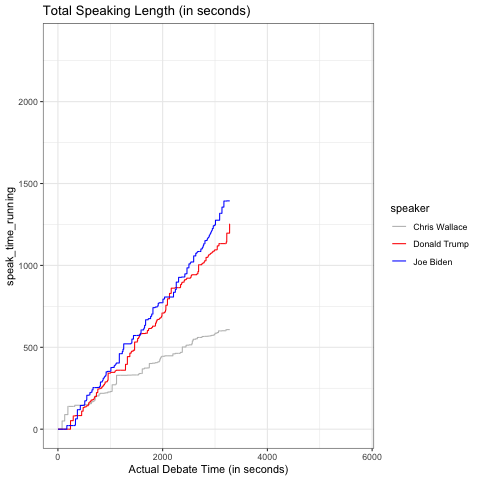 Total Speaking Length (in seconds)
speak_time_running
2000
1500
1000
500
0
0
2000
4000
6000
Actual Debate Time (in seconds)
speaker
Chris Wallace
Donald Trump
Joe Biden